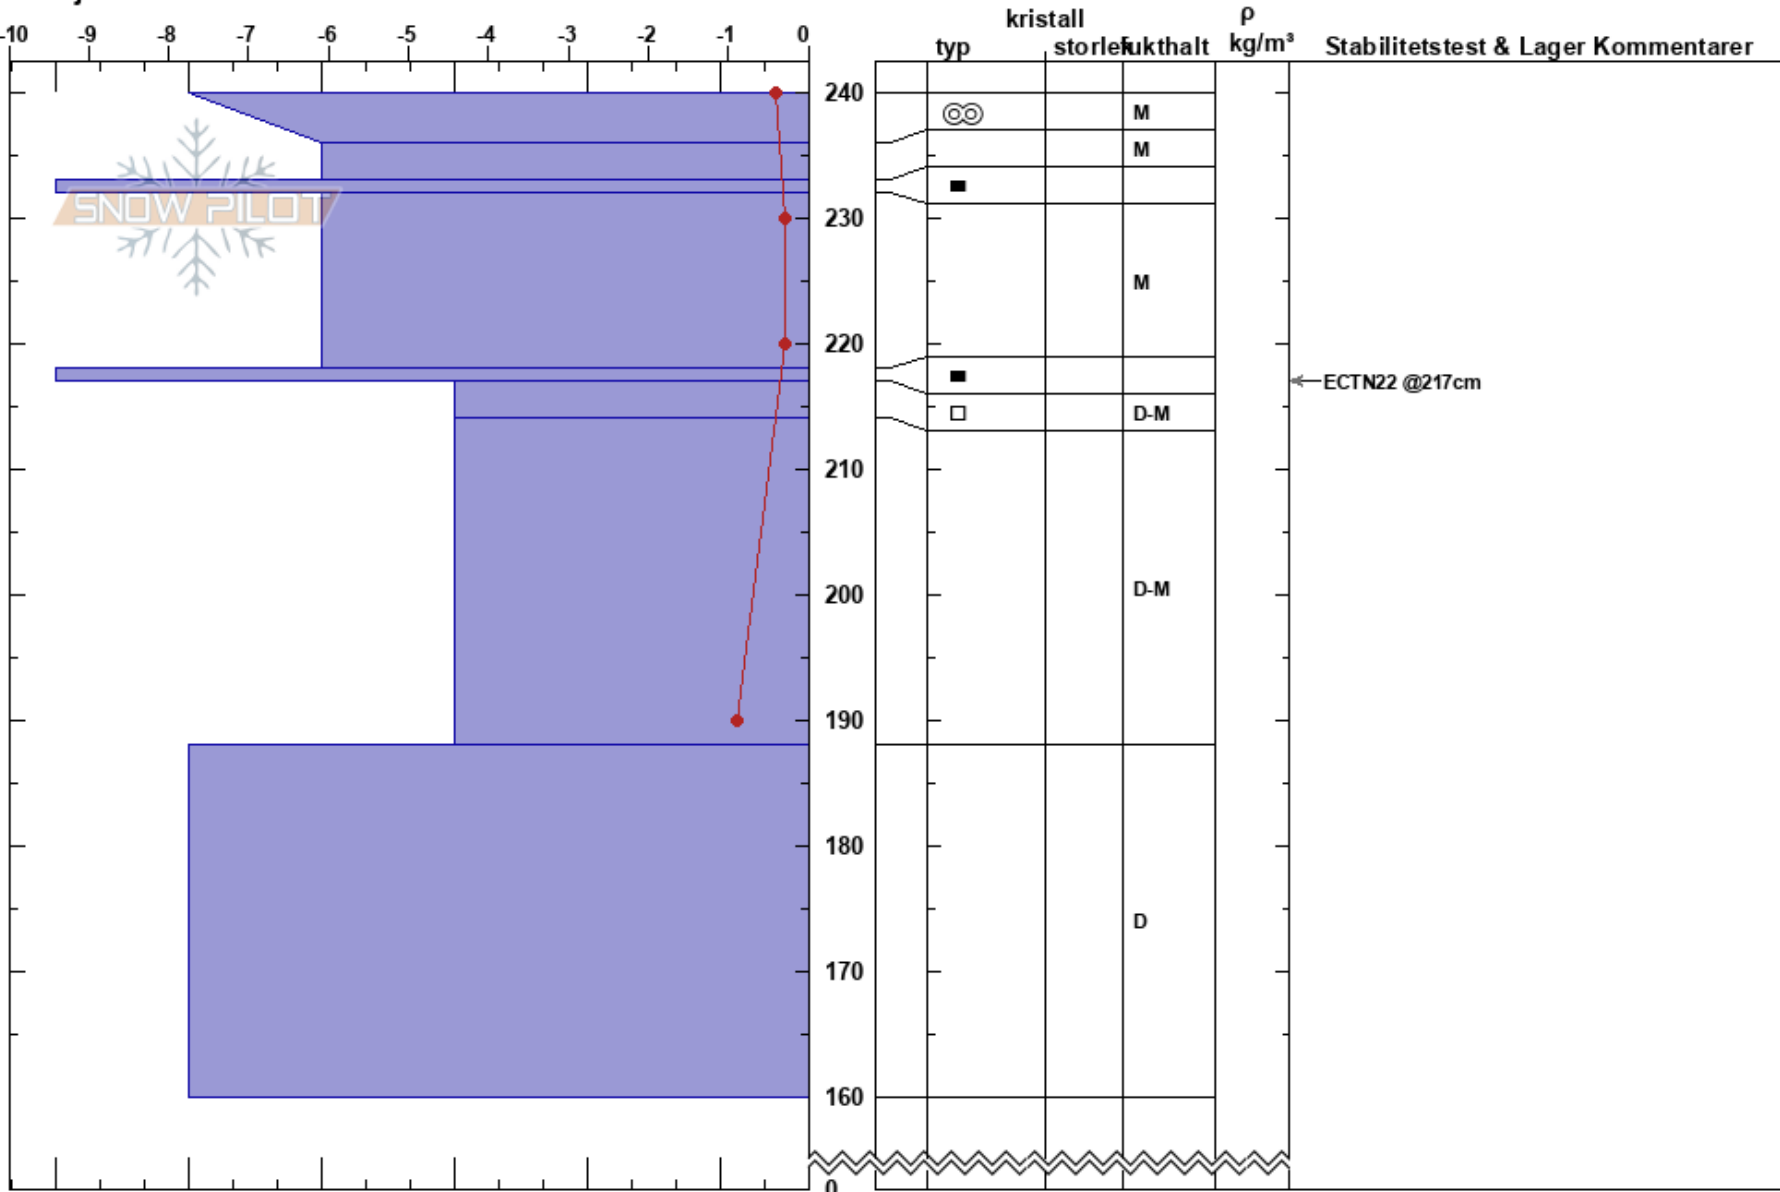 kristall ρ
-10 -9 -8 -7 -6 -5 -4 -3 -2 -1 0 typ fukthalt kg/m³ Stabilitetstest & Lager Kommentarer
240 M
M
SNOW PILOT
230
M
220
ECTN22 @217cm
D-M
210
200 D-M
190
180
D
170
160
0